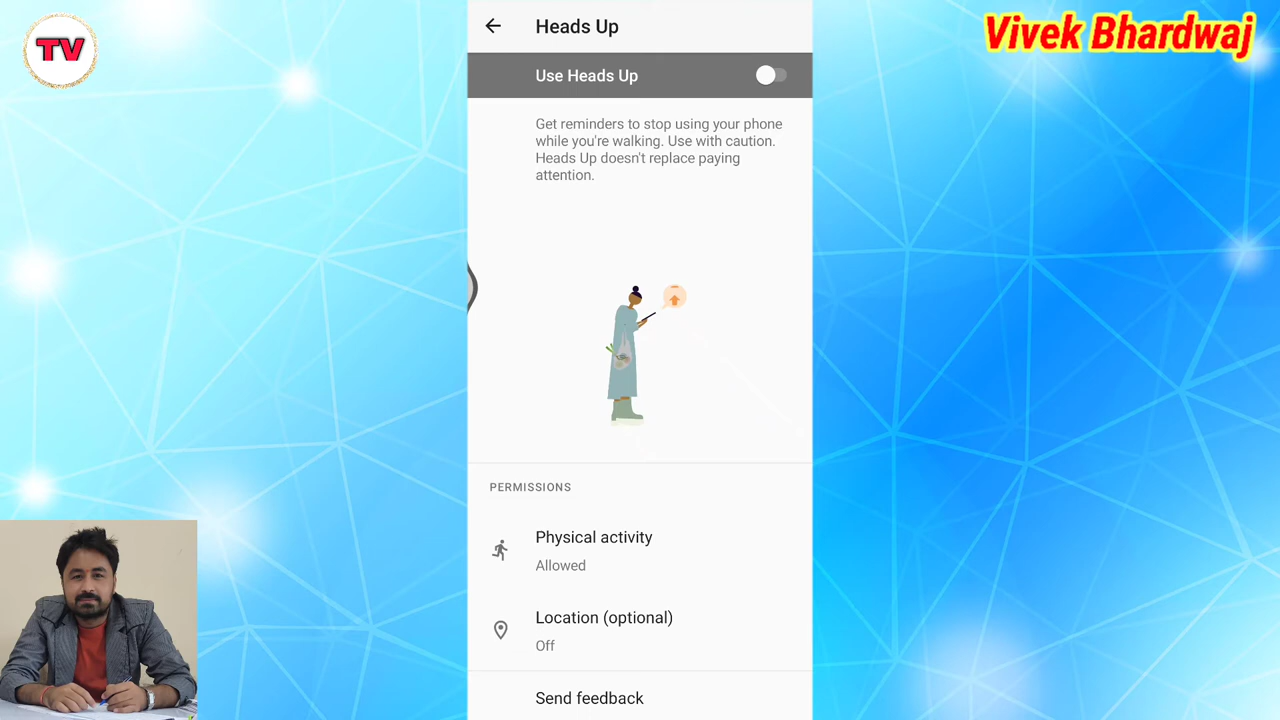 TV
Vivek Bhardwaj
Heads Up
Use Heads Up
Get reminders to stop using your phone
while you're walking. Use with caution.
Heads Up doesn't replace paying
attention.
PERMISSIONS
Physical activity
Allowed
Location (optional)
Off
Send feedback